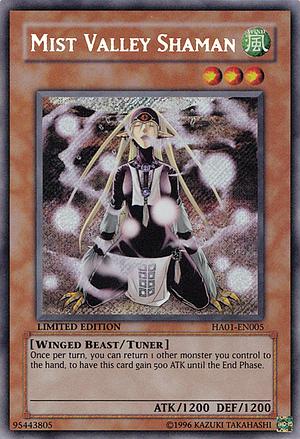 MIST VALLEY SHAMAN
WIND
風
LIMITED EDITION
HA01-EN005
[WINGED BEAST/TUNER]
Once per turn, you can return 1 other monster you control
to the hand, to have this card gain 500 ATK until the End Phase.
ATK/1200 DEF/1200
95443805
©1996 KAZUKI TAKAHASHI